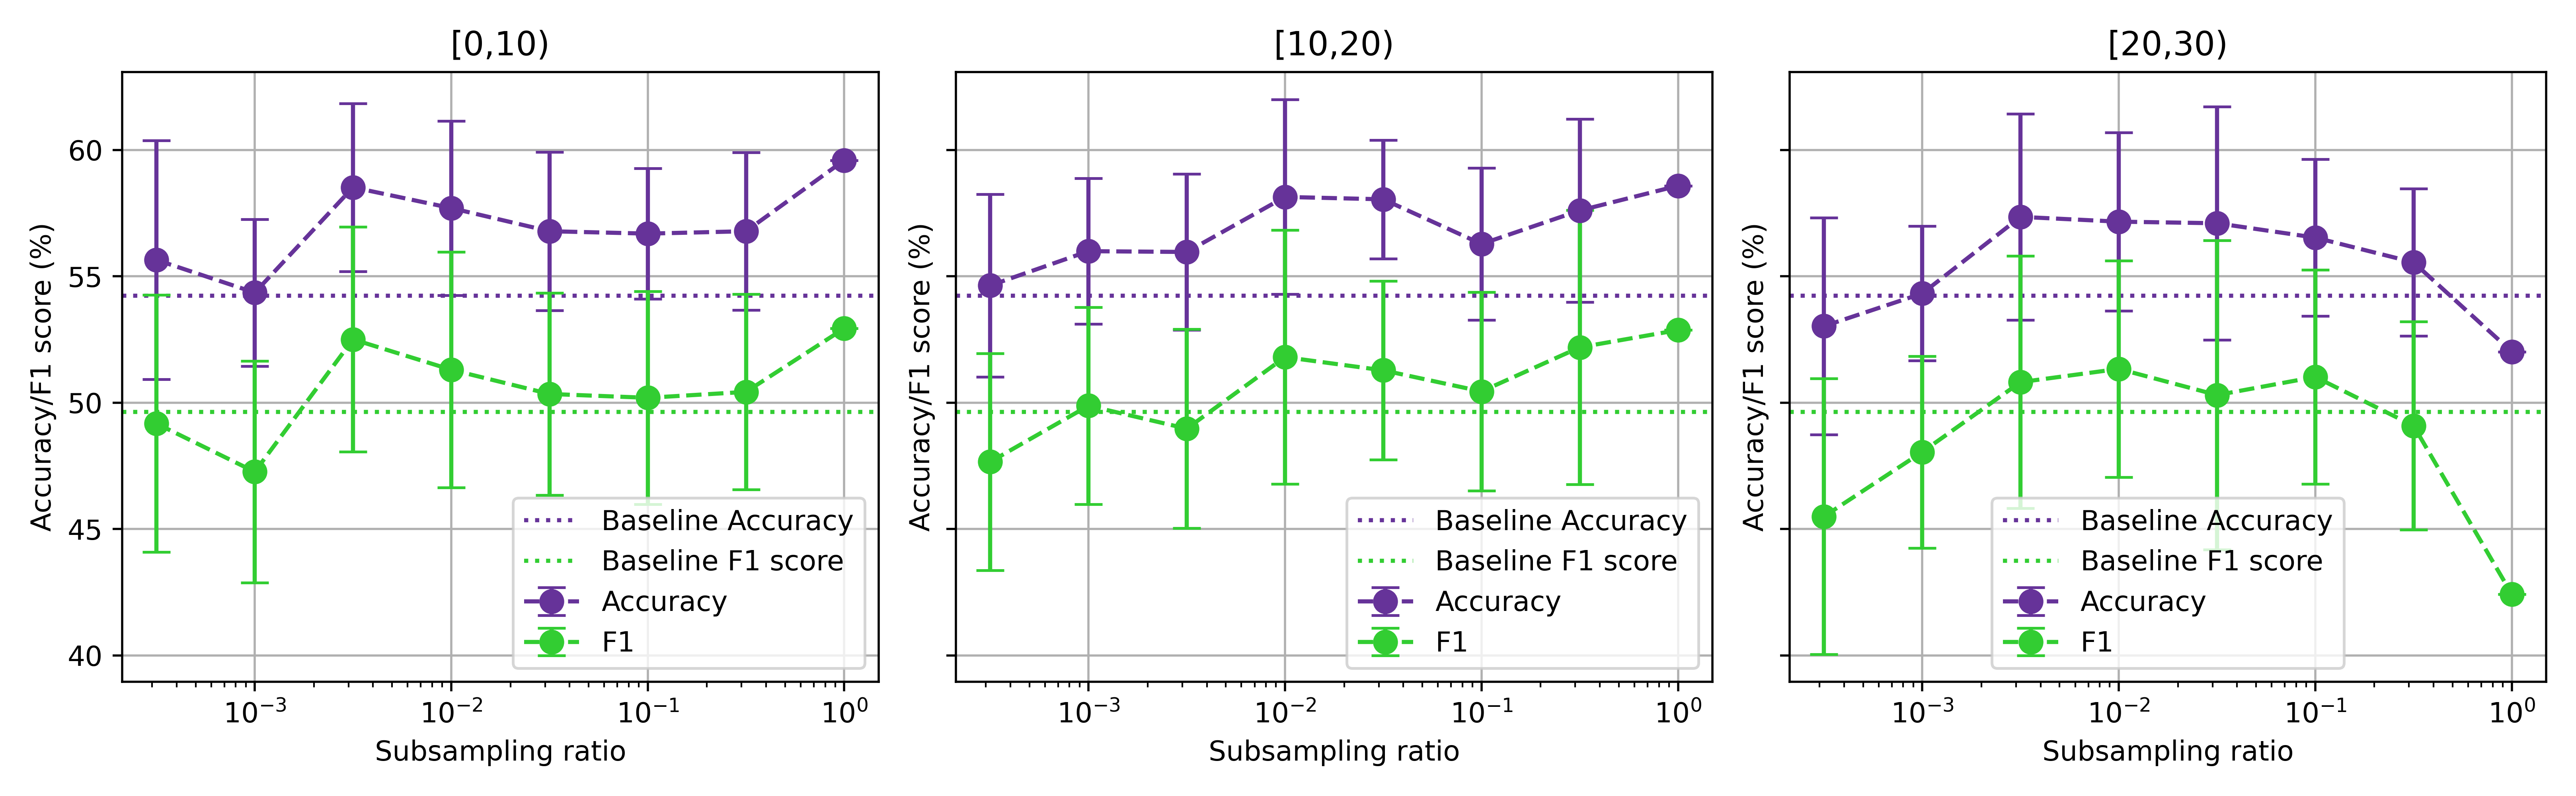 [0,10)
Accuracy/F1 score (%)
60
55
50
45
40
Baseline Accuracy
Baseline F1 score
Accuracy
F1
10⁻³
10⁻²
10⁻¹
10⁰
Subsampling ratio
[10,20)
Accuracy/F1 score (%)
Baseline Accuracy
Baseline F1 score
Accuracy
F1
10⁻³
10⁻²
10⁻¹
10⁰
Subsampling ratio
[20,30)
Accuracy/F1 score (%)
Baseline Accuracy
Baseline F1 score
Accuracy
F1
10⁻³
10⁻²
10⁻¹
10⁰
Subsampling ratio